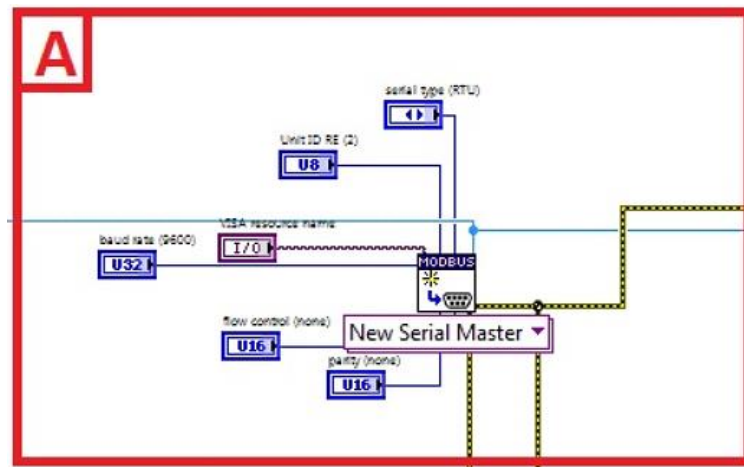 A
serial type (RTU)
Unit ID RE (2)
U8
VISA resource name
I/O
baud rate (9600)
U32
MODBUS
flow control (none)
U16
New Serial Master
parity (none)
U16